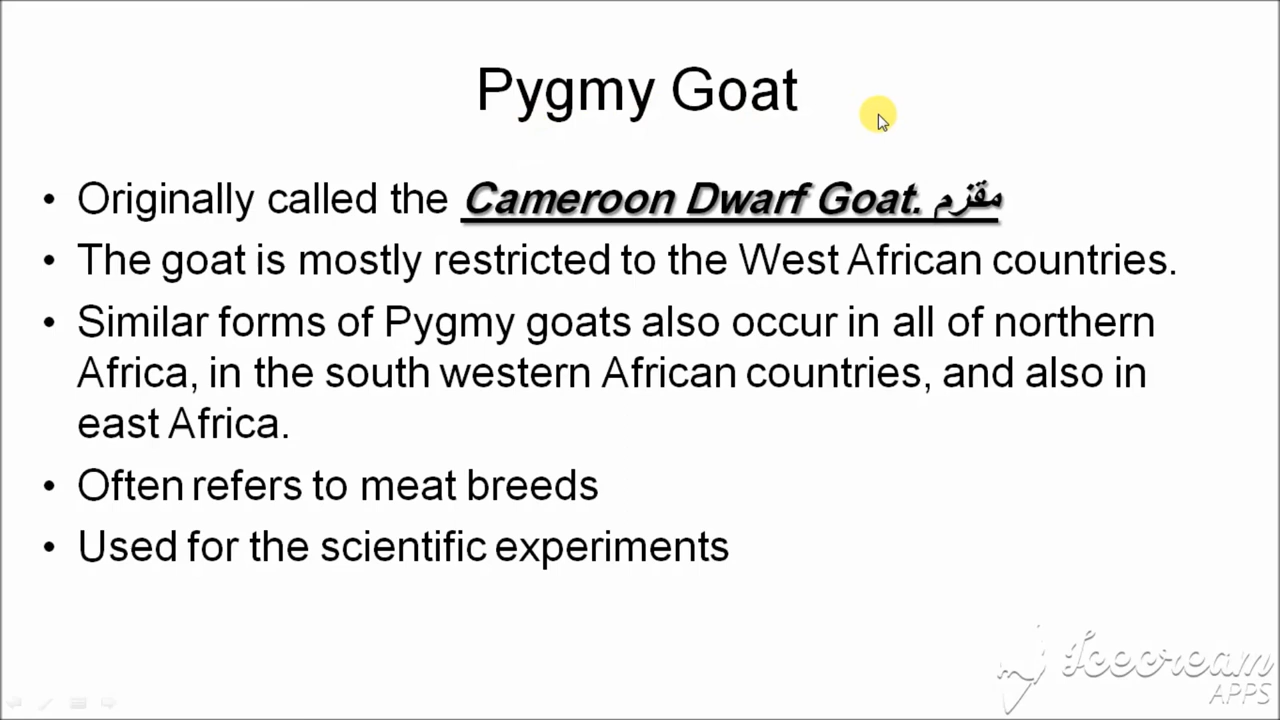 Pygmy Goat
• Originally called the Cameroon Dwarf Goat. مقزم
• The goat is mostly restricted to the West African countries.
• Similar forms of Pygmy goats also occur in all of northern
Africa, in the south western African countries, and also in
east Africa.
• Often refers to meat breeds
• Used for the scientific experiments
Icecream
APPS